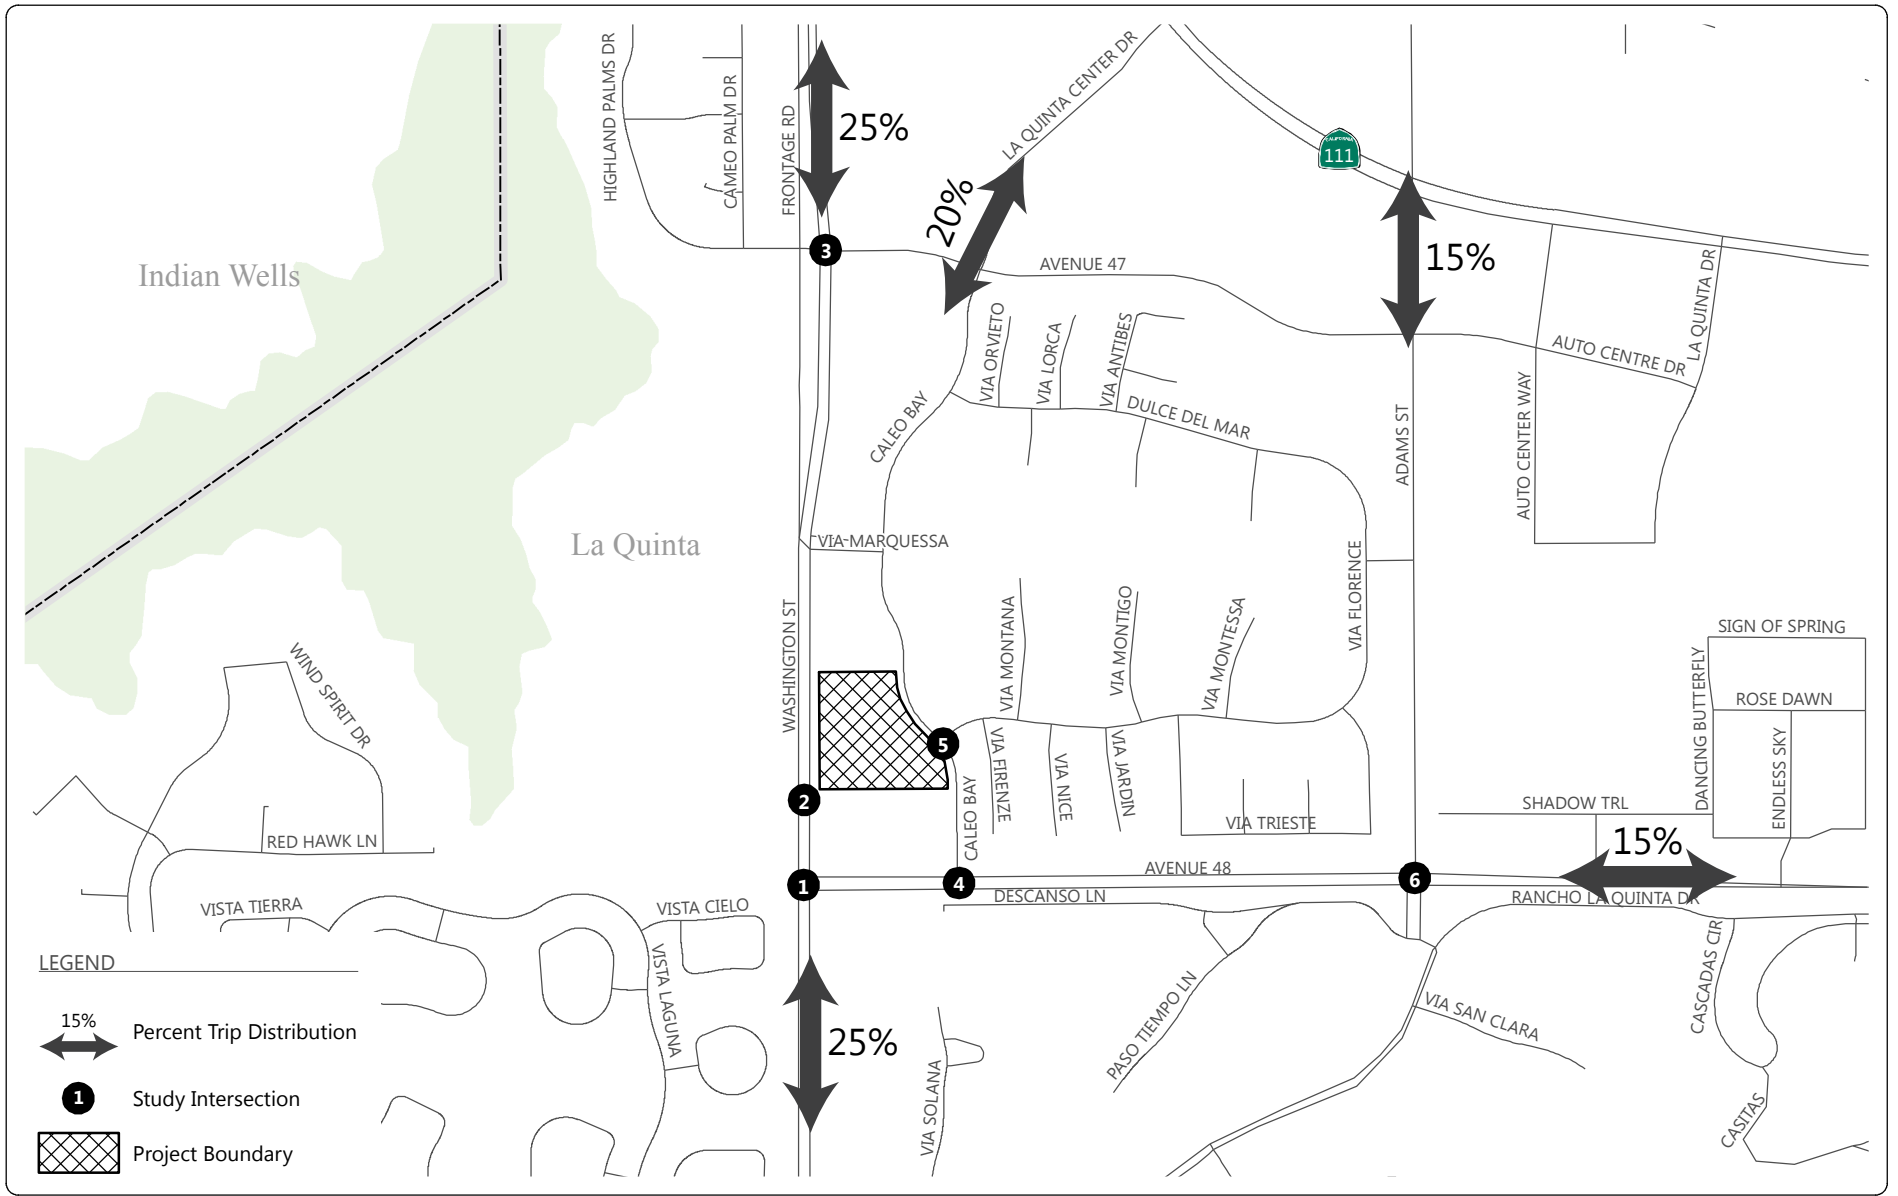 HIGHLAND PALMS DR
CAMEO PALM DR
FRONTAGE RD
25%
LA QUINTA CENTER DR
20%
CALIFORNIA
111
15%
3
Indian Wells
AVENUE 47
LA QUINTA DR
AUTO CENTRE DR
VIA ORVIETO
VIA LORCA
VIA ANTIBES
DULCE DEL MAR
CALEO BAY
ADAMS ST
AUTO CENTER WAY
La Quinta
VIA MARQUESSA
VIA FLORENCE
WASHINGTON ST
VIA MONTANA
VIA MONTIGO
VIA MONTESSA
SIGN OF SPRING
WIND SPIRIT DR
DANCING BUTTERFLY
ROSE DAWN
ENDLESS SKY
5
VIA FIRENZE
VIA NICE
VIA JARDIN
2
CALEO BAY
SHADOW TRL
VIA TRIESTE
RED HAWK LN
15%
AVENUE 48
1
4
6
DESCANSO LN
RANCHO LA QUINTA DR
VISTA TIERRA
VISTA CIELO
VISTA LAGUNA
CASCADAS CIR
PASO TIEMPO LN
VIA SAN CLARA
25%
VIA SOLANA
CASITAS
LEGEND
15%
Percent Trip Distribution
1
Study Intersection
Project Boundary